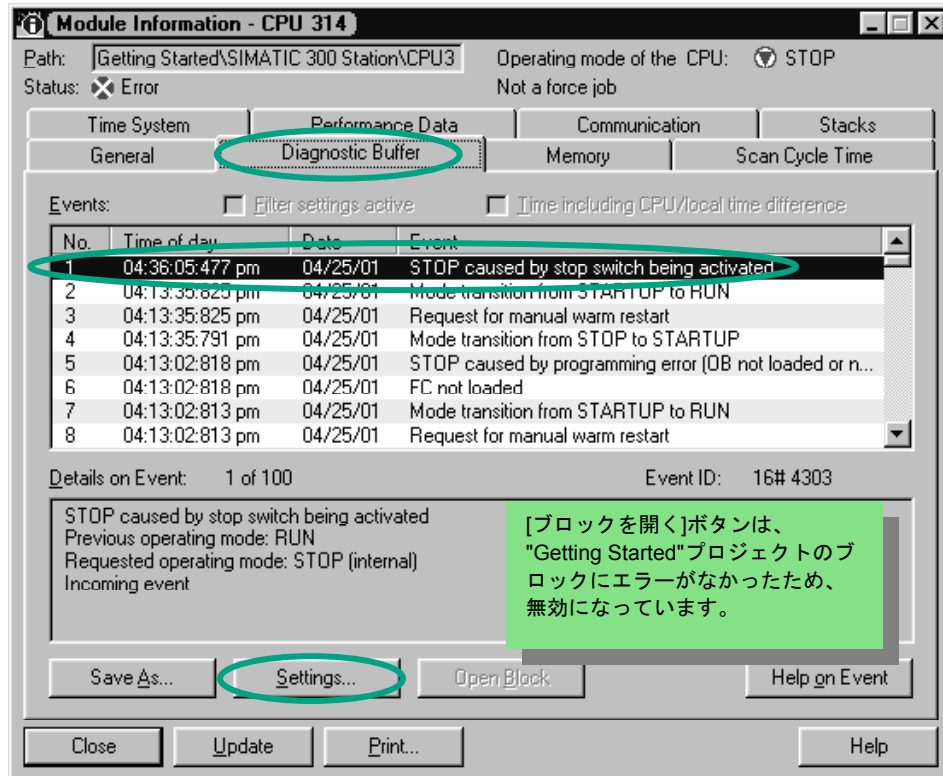 Module Information - CPU 314
Path: Getting Started\SIMATIC 300 Station\CPU3 Operating mode of the CPU: STOP
Status: Error Not a force job
Time System Performance Data Communication Stacks
General Diagnostic Buffer Memory Scan Cycle Time
Events: Filter settings active Time including CPU/local time difference
No. Time of day Date Event
1 04:36:05:477 pm 04/25/01 STOP caused by stop switch being activated
2 04:13:35:825 pm 04/25/01 Mode transition from STARTUP to RUN
3 04:13:35:825 pm 04/25/01 Request for manual warm restart
4 04:13:35:791 pm 04/25/01 Mode transition from STOP to STARTUP
5 04:13:02:818 pm 04/25/01 STOP caused by programming error (OB not loaded or n...
6 04:13:02:818 pm 04/25/01 FC not loaded
7 04:13:02:813 pm 04/25/01 Mode transition from STARTUP to RUN
8 04:13:02:813 pm 04/25/01 Request for manual warm restart
Details on Event: 1 of 100 Event ID: 16# 4303
STOP caused by stop switch being activated
Previous operating mode: RUN
Requested operating mode: STOP (internal)
Incoming event
[ブロックを開く]ボタンは、
"Getting Started"プロジェクトのブ
ロックにエラーがなかったため、
無効になっています。
Save As... Settings... Open Block Help on Event
Close Update Print... Help